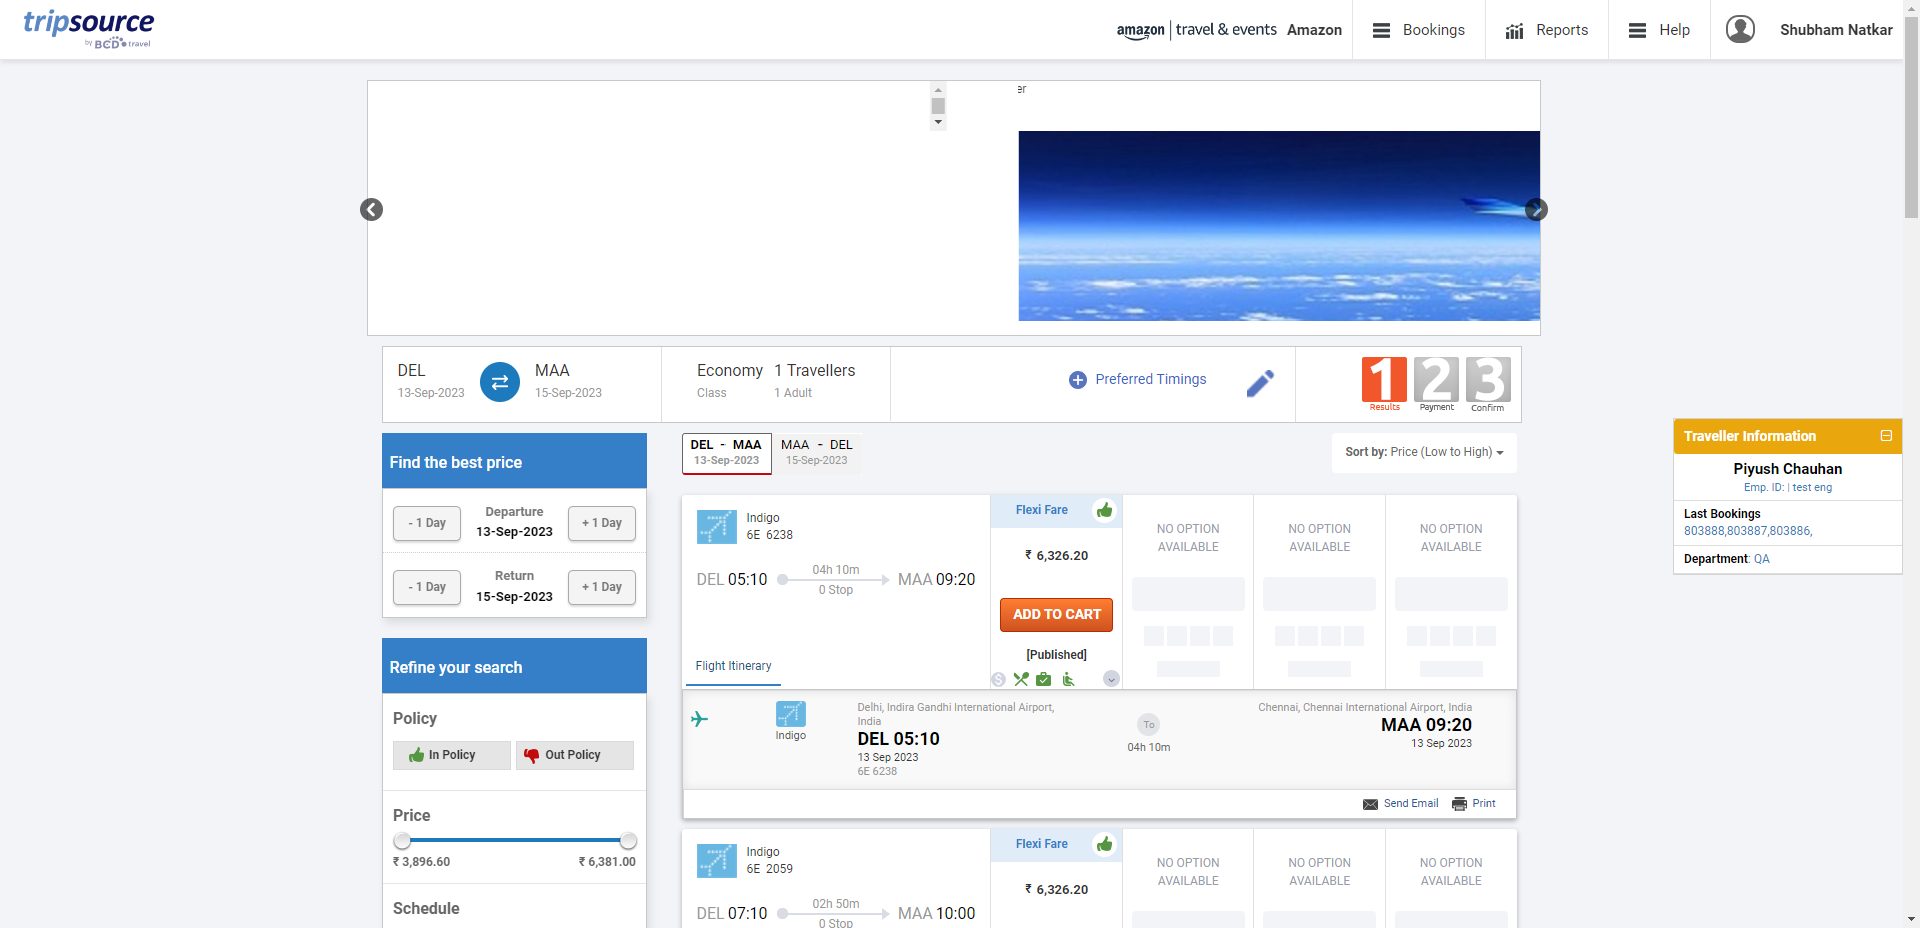 tripsource
by BCD travel
amazon | travel & events Amazon
Bookings
Reports
Help
Shubham Natkar
er
DEL
13-Sep-2023
MAA
15-Sep-2023
Economy
Class
1 Travellers
1 Adult
Preferred Timings
1 2 3
Results Payment Confirm
Find the best price
Departure
- 1 Day 13-Sep-2023 + 1 Day
Return
- 1 Day 15-Sep-2023 + 1 Day
Refine your search
Policy
In Policy Out Policy
Price
₹ 3,896.60 ₹ 6,381.00
Schedule
DEL - MAA
13-Sep-2023
MAA - DEL
15-Sep-2023
Sort by: Price (Low to High)
Indigo
6E 6238
DEL 05:10
04h 10m
0 Stop
MAA 09:20
Flight Itinerary
Flexi Fare
₹ 6,326.20
ADD TO CART
[Published]
NO OPTION
AVAILABLE
NO OPTION
AVAILABLE
NO OPTION
AVAILABLE
Indigo
Delhi, Indira Gandhi International Airport,
India
DEL 05:10
13 Sep 2023
6E 6238
To
04h 10m
Chennai, Chennai International Airport, India
MAA 09:20
13 Sep 2023
Send Email Print
Indigo
6E 2059
DEL 07:10
02h 50m
0 Stop
MAA 10:00
Flexi Fare
₹ 6,326.20
NO OPTION
AVAILABLE
NO OPTION
AVAILABLE
NO OPTION
AVAILABLE
Traveller Information
Piyush Chauhan
Emp. ID: | test eng
Last Bookings
803888,803887,803886,
Department: QA